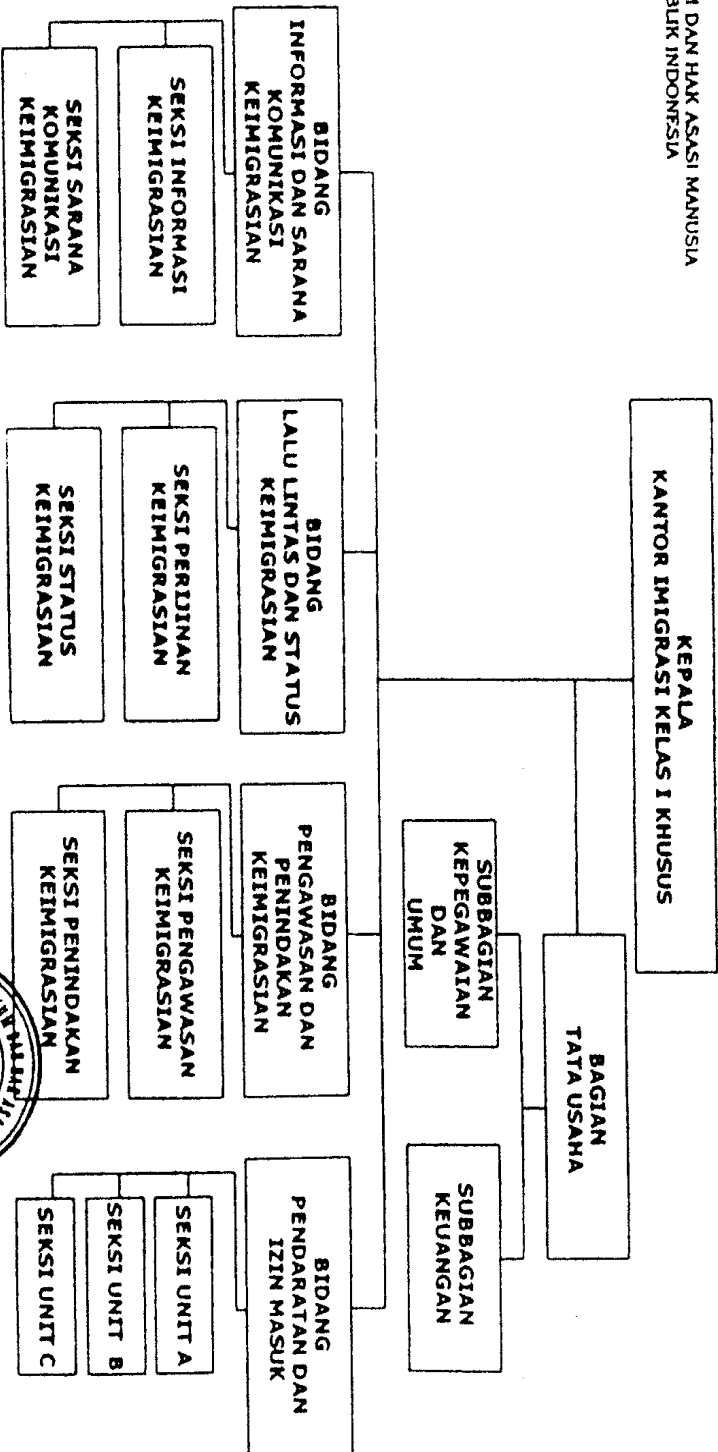 DAN HAK ASASI MANUSIA
INDONESIA
KEPALA
KANTOR IMIGRASI KELAS I KHUSUS
BAGIAN
TATA USAHA
SUBBAGIAN
KEPEGAWAIAN
DAN
UMUM
SUBBAGIAN
KEUANGAN
BIDANG
INFORMASI DAN SARANA
KOMUNIKASI
KEIMIGRASIAN
SEKSI INFORMASI
KEIMIGRASIAN
SEKSI SARANA
KOMUNIKASI
KEIMIGRASIAN
BIDANG
LALU LINTAS DAN STATUS
KEIMIGRASIAN
SEKSI PERIJINAN
KEIMIGRASIAN
SEKSI STATUS
KEIMIGRASIAN
BIDANG
PENGAWASAN DAN
PENINDAKAN
KEIMIGRASIAN
SEKSI PENGAWASAN
KEIMIGRASIAN
SEKSI PENINDAKAN
KEIMIGRASIAN
BIDANG
PENDARATAN DAN
IZIN MASUK
SEKSI UNIT A
SEKSI UNIT B
SEKSI UNIT C